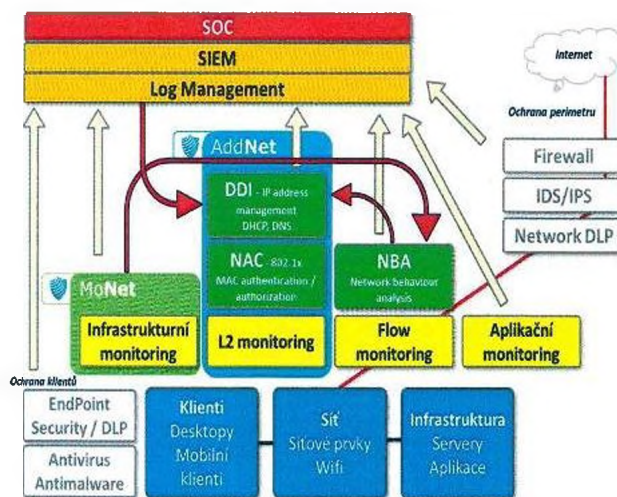 SOC
SIEM
Log Management
Internet
Ochrana perimetru
Firewall
IDS/IPS
Network DLP
AddNet
DDI - IP address
management
DHCP, DNS
NAC - 802.1x
MAC authentication /
authorization
NBA
Network behaviour
analysis
MoNet
Infrastrukturní
monitoring
L2 monitoring
Flow
monitoring
Aplikační
monitoring
Ochrana klientů
EndPoint
Security / DLP
Antivirus
Antimalware
Klienti
Desktopy
Mobilní
klienti
Síť
Síťové prvky
Wifi
Infrastruktura
Servery
Aplikace